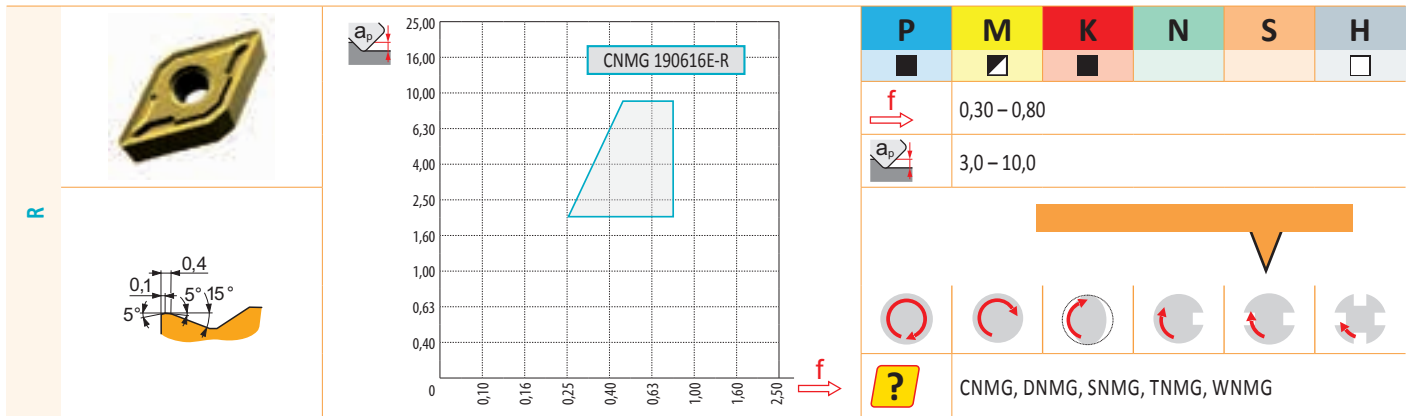 R
0,4
0,1
5°
5°
15°
ap
25,00
16,00
10,00
6,30
4,00
2,50
1,60
1,00
0,63
0,40
0
CNMG 190616E-R
0,10
0,16
0,25
0,40
0,63
1,00
1,60
2,50
f
P M K N S H
f
0,30 – 0,80
ap
3,0 – 10,0
?
CNMG, DNMG, SNMG, TNMG, WNMG